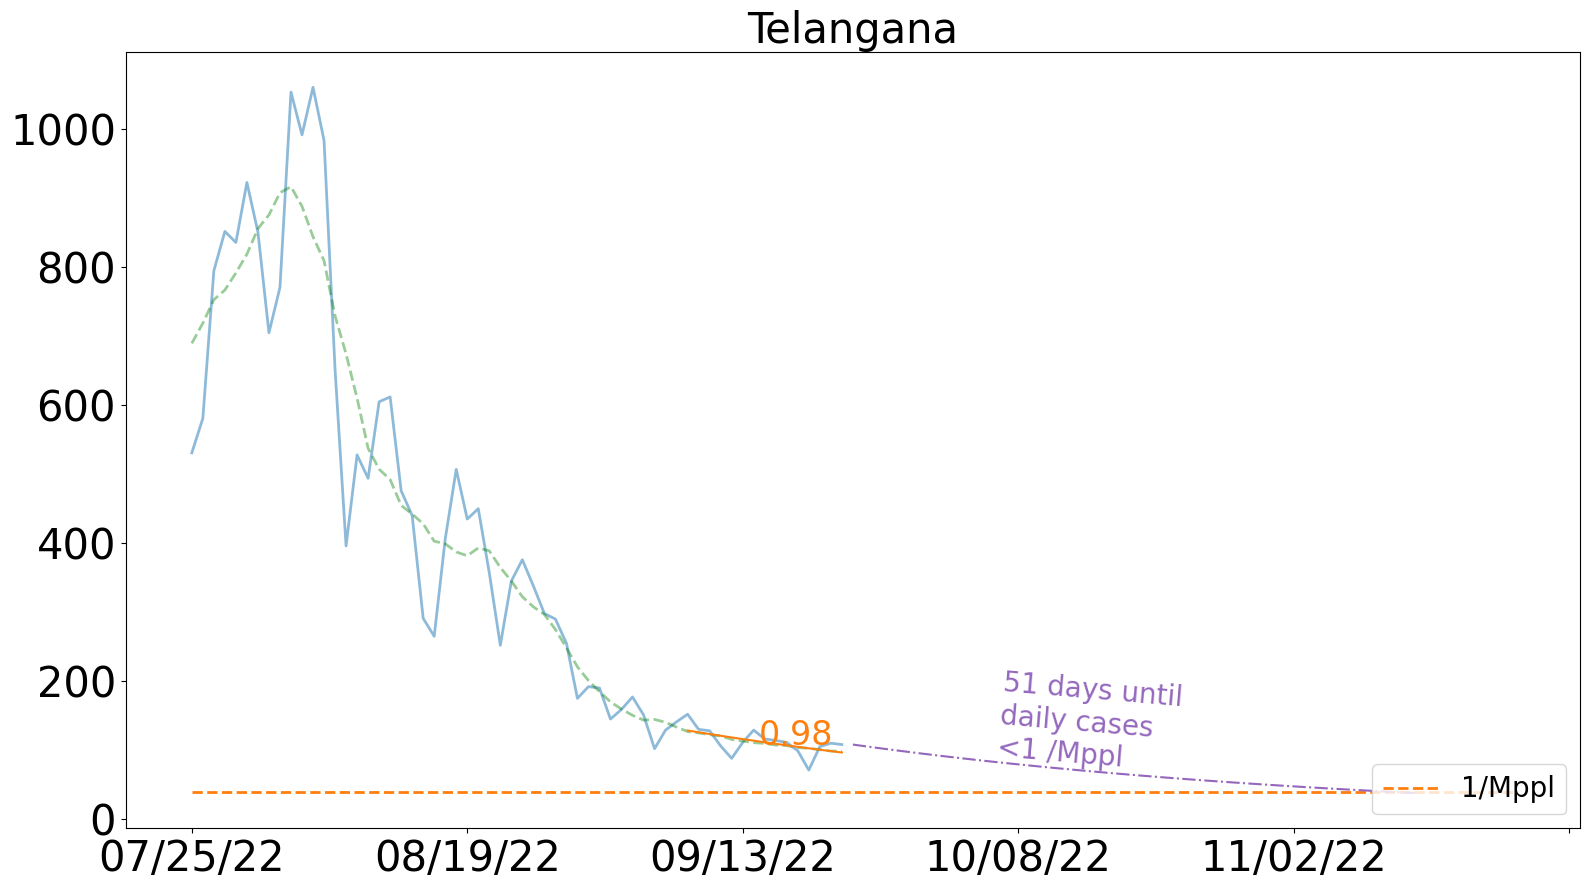 Telangana
1000
800
600
400
200
0
0.98
51 days until
daily cases
<1 /Mppl
1/Mppl
07/25/22
08/19/22
09/13/22
10/08/22
11/02/22